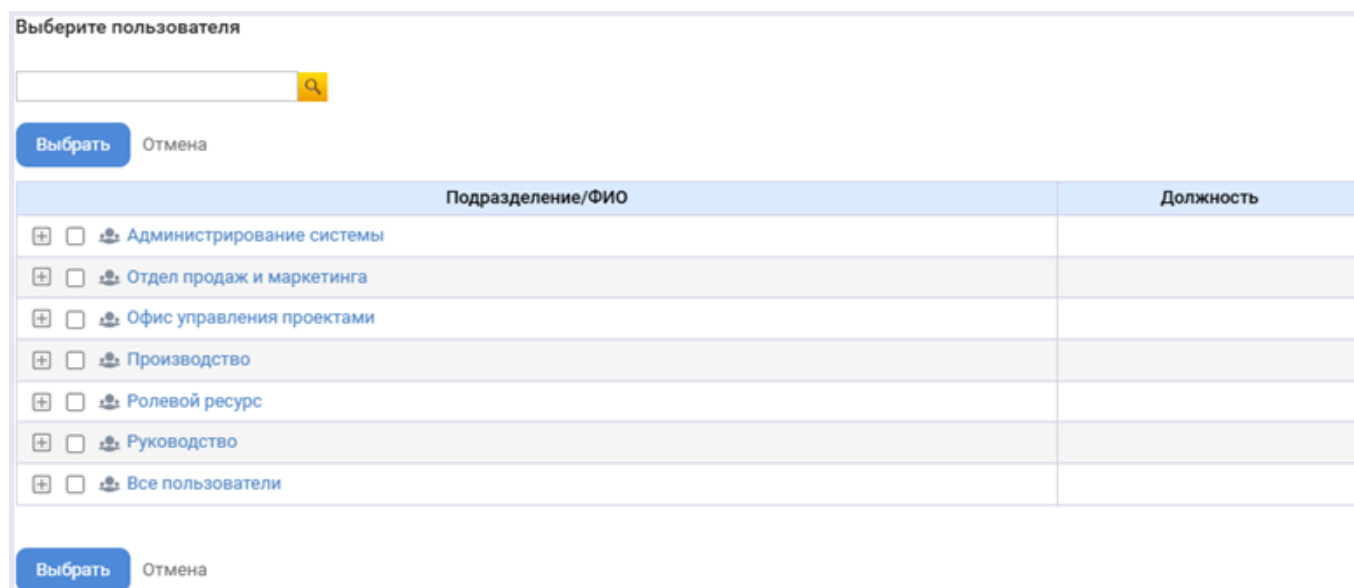 Выберите пользователя
Выбрать Отмена
Подразделение/ФИО Должность
Администрирование системы
Отдел продаж и маркетинга
Офис управления проектами
Производство
Ролевой ресурс
Руководство
Все пользователи
Выбрать Отмена